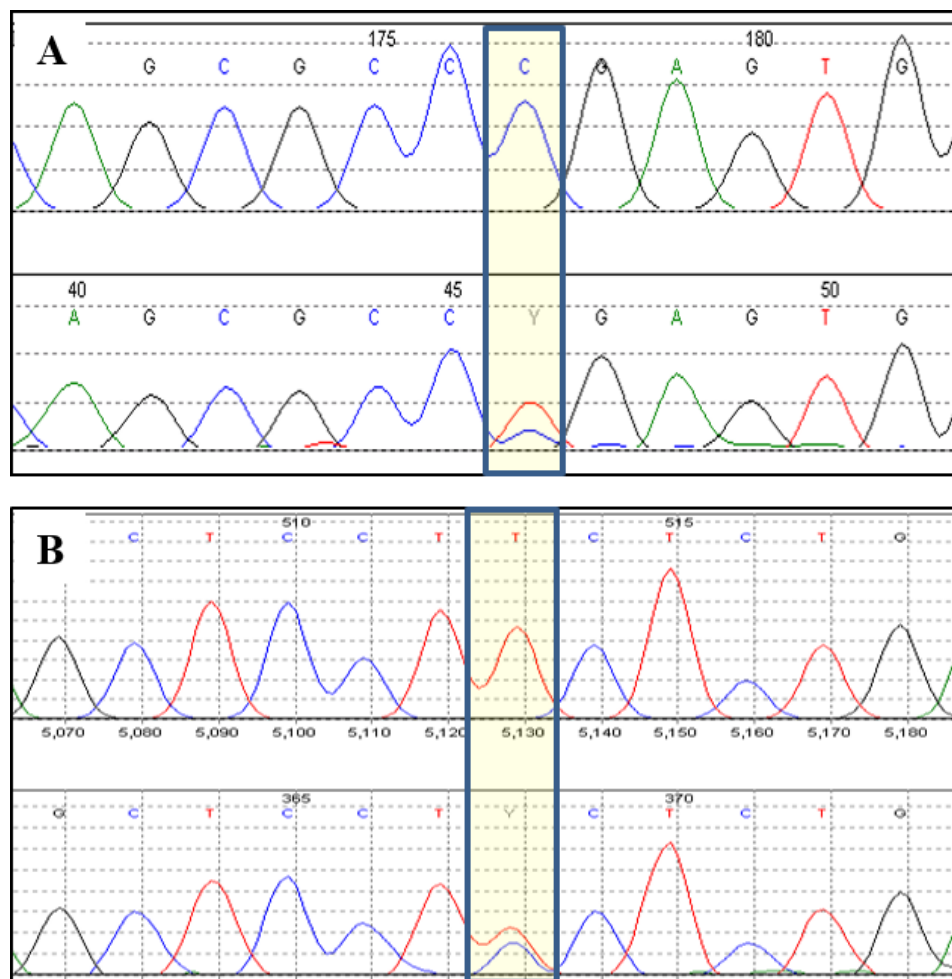 A
175 180
G C G C C C G A G T G
40 45 50
A G C G C C Y G A G T G
B
510 515
C T C C T T C T C T G
5,070 5,080 5,090 5,100 5,110 5,120 5,130 5,140 5,150 5,160 5,170 5,180
365 370
G C T C C T Y C T C T G